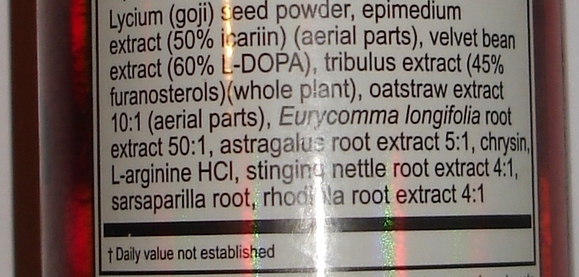 Lycium (goji) seed powder, epimedium
extract (50% icariin) (aerial parts), velvet bean
extract (60% L-DOPA), tribulus extract (45%
furanosterols)(whole plant), oatstraw extract
10:1 (aerial parts), Eurycomma longifolia root
extract 50:1, astragalus root extract 5:1, chrysin,
L-arginine HCl, stinging nettle root extract 4:1,
sarsaparilla root, rhodiola root extract 4:1
† Daily value not established